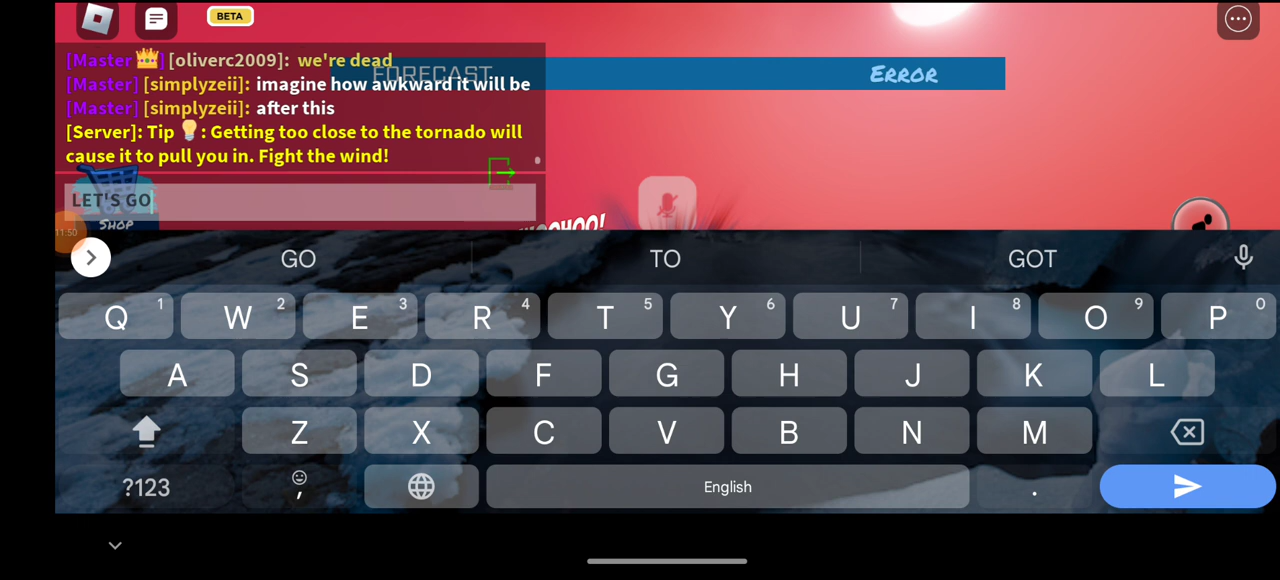 BETA
[Master 👑] [oliverc2009]: we're dead
FORECAST
ERROR
[Master] [simplyzeii]: imagine how awkward it will be
[Master] [simplyzeii]: after this
[Server]: Tip 💡: Getting too close to the tornado will
cause it to pull you in. Fight the wind!
LET'S GO
SHOP
11:50
GO TO GOT
Q 1 W 2 E 3 R 4 T 5 Y 6 U 7 I 8 O 9 P 0
A S D F G H J K L
Z X C V B N M
?123 , English .